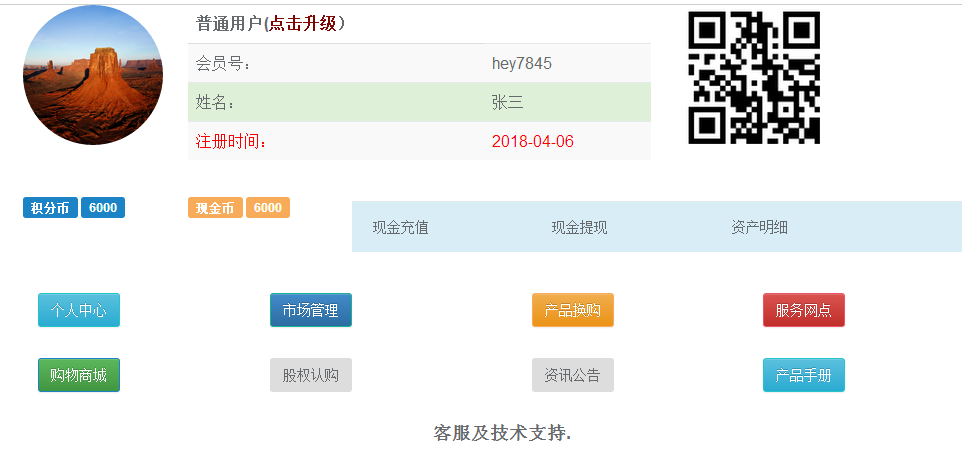 普通用户(点击升级)
会员号: hey7845
姓名: 张三
注册时间: 2018-04-06
积分币 6000 现金币 6000
现金充值 现金提现 资产明细
个人中心 市场管理 产品换购 服务网点
购物商城 股权认购 资讯公告 产品手册
客服及技术支持.